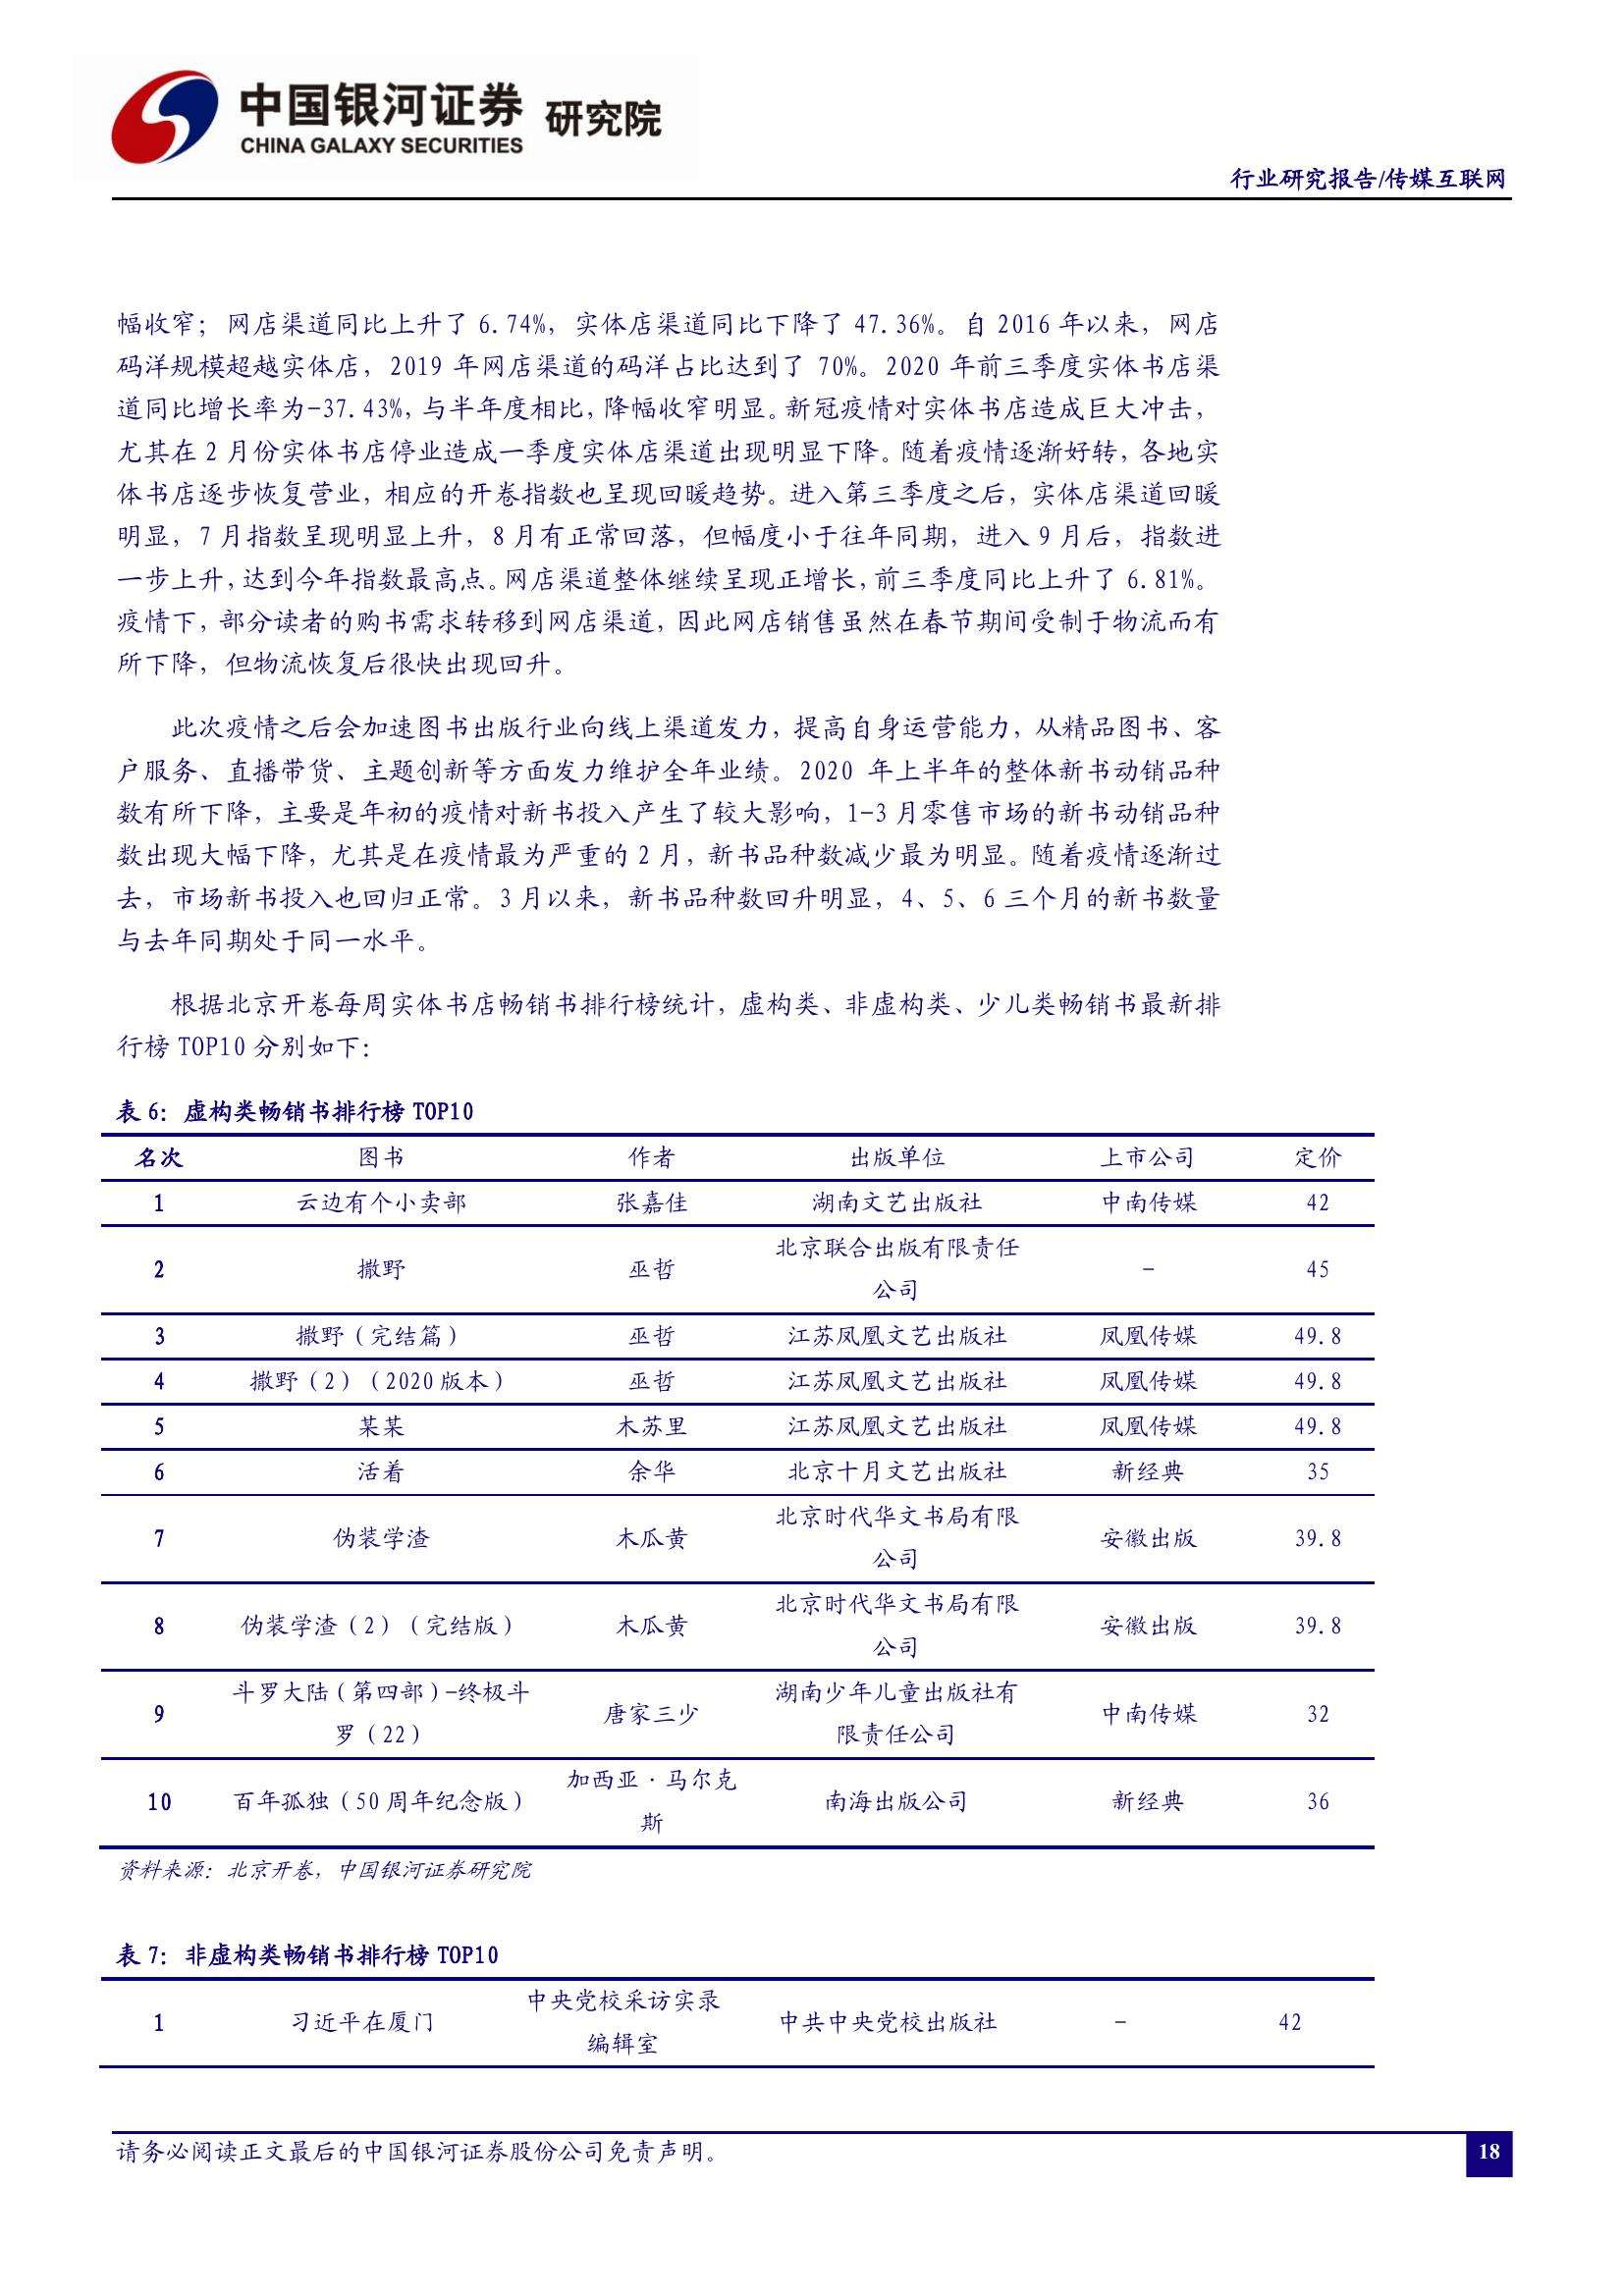 中国银河证券 研究院
CHINA GALAXY SECURITIES
行业研究报告/传媒互联网
幅收窄；网店渠道同比上升了 6.74%，实体店渠道同比下降了 47.36%。自 2016 年以来，网店
码洋规模超越实体店，2019 年网店渠道的码洋占比达到了 70%。2020 年前三季度实体书店渠
道同比增长率为-37.43%，与半年度相比，降幅收窄明显。新冠疫情对实体书店造成巨大冲击，
尤其在 2 月份实体书店停业造成一季度实体店渠道出现明显下降。随着疫情逐渐好转，各地实
体书店逐步恢复营业，相应的开卷指数也呈现回暖趋势。进入第三季度之后，实体店渠道回暖
明显，7 月指数呈现明显上升，8 月有正常回落，但幅度小于往年同期，进入 9 月后，指数进
一步上升，达到今年指数最高点。网店渠道整体继续呈现正增长，前三季度同比上升了 6.81%。
疫情下，部分读者的购书需求转移到网店渠道，因此网店销售虽然在春节期间受制于物流而有
所下降，但物流恢复后很快出现回升。
此次疫情之后会加速图书出版行业向线上渠道发力，提高自身运营能力，从精品图书、客
户服务、直播带货、主题创新等方面发力维护全年业绩。2020 年上半年的整体新书动销品种
数有所下降，主要是年初的疫情对新书投入产生了较大影响，1-3 月零售市场的新书动销品种
数出现大幅下降，尤其是在疫情最为严重的 2 月，新书品种数减少最为明显。随着疫情逐渐过
去，市场新书投入也回归正常。3 月以来，新书品种数回升明显，4、5、6 三个月的新书数量
与去年同期处于同一水平。
根据北京开卷每周实体书店畅销书排行榜统计，虚构类、非虚构类、少儿类畅销书最新排
行榜 TOP10 分别如下：
表 6：虚构类畅销书排行榜 TOP10
名次 图书 作者 出版单位 上市公司 定价
1 云边有个小卖部 张嘉佳 湖南文艺出版社 中南传媒 42
2 撒野 巫哲 北京联合出版有限责任
公司 - 45
3 撒野（完结篇） 巫哲 江苏凤凰文艺出版社 凤凰传媒 49.8
4 撒野（2）（2020 版本） 巫哲 江苏凤凰文艺出版社 凤凰传媒 49.8
5 某某 木苏里 江苏凤凰文艺出版社 凤凰传媒 49.8
6 活着 余华 北京十月文艺出版社 新经典 35
7 伪装学渣 木瓜黄 北京时代华文书局有限
公司 安徽出版 39.8
8 伪装学渣（2）（完结版） 木瓜黄 北京时代华文书局有限
公司 安徽出版 39.8
9 斗罗大陆（第四部）-终极斗
罗（22） 唐家三少 湖南少年儿童出版社有
限责任公司 中南传媒 32
10 百年孤独（50 周年纪念版） 加西亚·马尔克
斯 南海出版公司 新经典 36
资料来源：北京开卷，中国银河证券研究院
表 7：非虚构类畅销书排行榜 TOP10
1 习近平在厦门 中央党校采访实录
编辑室 中共中央党校出版社 - 42
请务必阅读正文最后的中国银河证券股份公司免责声明。
18